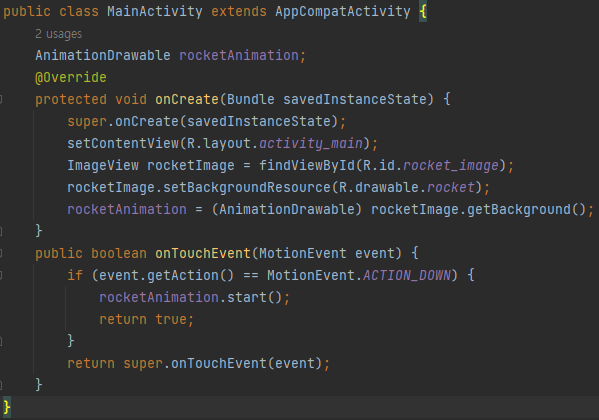 public class MainActivity extends AppCompatActivity {
2 usages
AnimationDrawable rocketAnimation;
@Override
protected void onCreate(Bundle savedInstanceState) {
super.onCreate(savedInstanceState);
setContentView(R.layout.activity_main);
ImageView rocketImage = findViewById(R.id.rocket_image);
rocketImage.setBackgroundResource(R.drawable.rocket);
rocketAnimation = (AnimationDrawable) rocketImage.getBackground();
}
public boolean onTouchEvent(MotionEvent event) {
if (event.getAction() == MotionEvent.ACTION_DOWN) {
rocketAnimation.start();
return true;
}
return super.onTouchEvent(event);
}
}